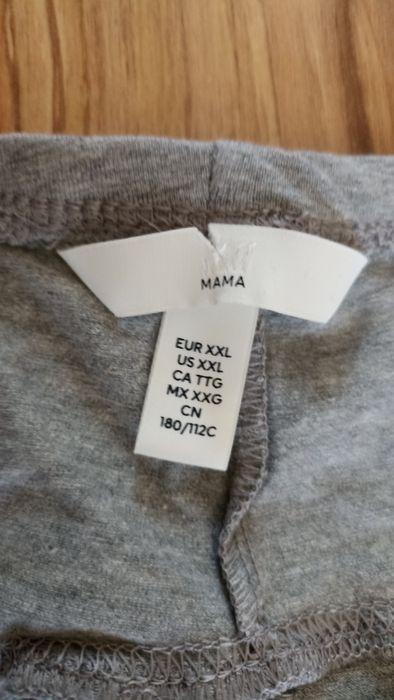 MAMA
EUR XXL
US XXL
CA TTG
MX XXG
CN
180/112C